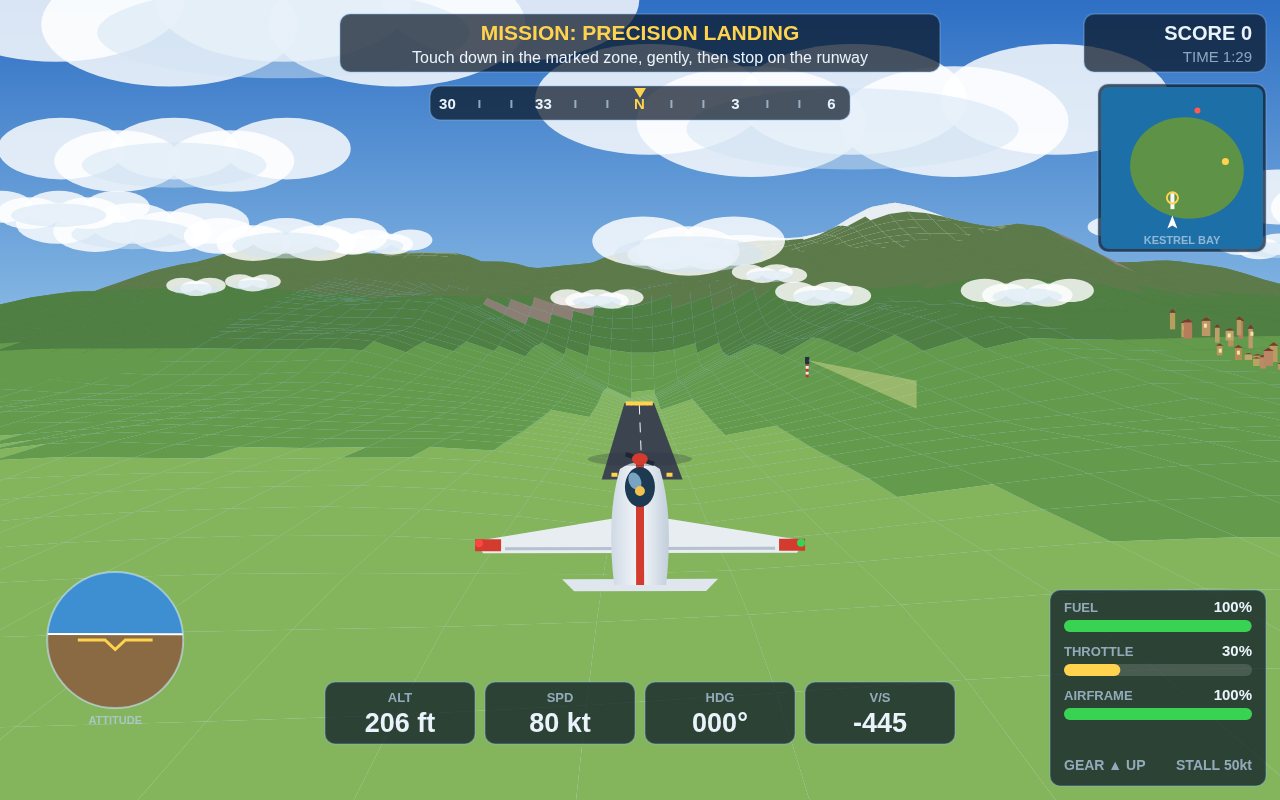 MISSION: PRECISION LANDING
Touch down in the marked zone, gently, then stop on the runway
SCORE 0
TIME 1:29
30 33 N 3 6
KESTREL BAY
FUEL 100%
THROTTLE 30%
AIRFRAME 100%
GEAR ▲ UP STALL 50kt
ATTITUDE
ALT SPD HDG V/S
206 ft 80 kt 000° -445